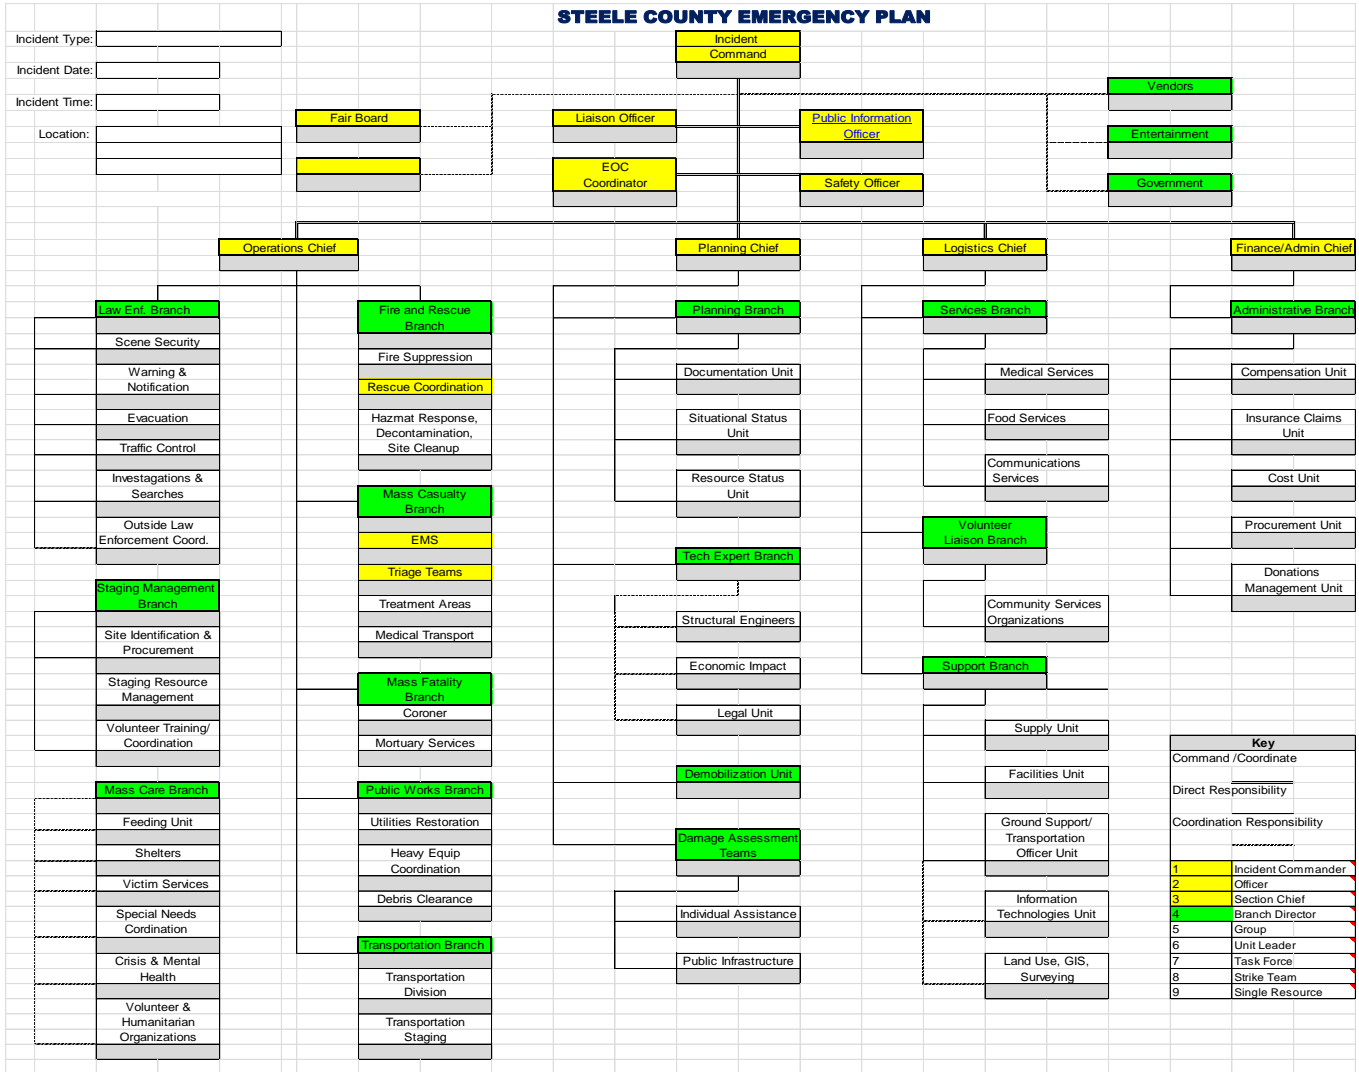 STEELE COUNTY EMERGENCY PLAN
Incident Type:
Incident Date:
Incident Time:
Location:
Incident
Command
Fair Board
Liaison Officer
Public Information
Officer
EOC
Coordinator
Safety Officer
Vendors
Entertainment
Government
Operations Chief
Planning Chief
Logistics Chief
Finance/Admin Chief
Law Enf. Branch
Scene Security
Warning &
Notification
Evacuation
Traffic Control
Investagations &
Searches
Outside Law
Enforcement Coord.
Staging Management
Branch
Site Identification &
Procurement
Staging Resource
Management
Volunteer Training/
Coordination
Mass Care Branch
Feeding Unit
Shelters
Victim Services
Special Needs
Cordination
Crisis & Mental
Health
Volunteer &
Humanitarian
Organizations
Fire and Rescue
Branch
Fire Suppression
Rescue Coordination
Hazmat Response,
Decontamination,
Site Cleanup
Mass Casualty
Branch
EMS
Triage Teams
Treatment Areas
Medical Transport
Mass Fatality
Branch
Coroner
Mortuary Services
Public Works Branch
Utilities Restoration
Heavy Equip
Coordination
Debris Clearance
Transportation Branch
Transportation
Division
Transportation
Staging
Planning Branch
Documentation Unit
Situational Status
Unit
Resource Status
Unit
Tech Expert Branch
Structural Engineers
Economic Impact
Legal Unit
Demobilization Unit
Damage Assessment
Teams
Individual Assistance
Public Infrastructure
Services Branch
Medical Services
Food Services
Communications
Services
Volunteer
Liaison Branch
Community Services
Organizations
Support Branch
Supply Unit
Facilities Unit
Ground Support/
Transportation
Officer Unit
Information
Technologies Unit
Land Use, GIS,
Surveying
Administrative Branch
Compensation Unit
Insurance Claims
Unit
Cost Unit
Procurement Unit
Donations
Management Unit
Key
Command /Coordinate
Direct Responsibility
Coordination Responsibility
1 Incident Commander
2 Officer
3 Section Chief
4 Branch Director
5 Group
6 Unit Leader
7 Task Force
8 Strike Team
9 Single Resource